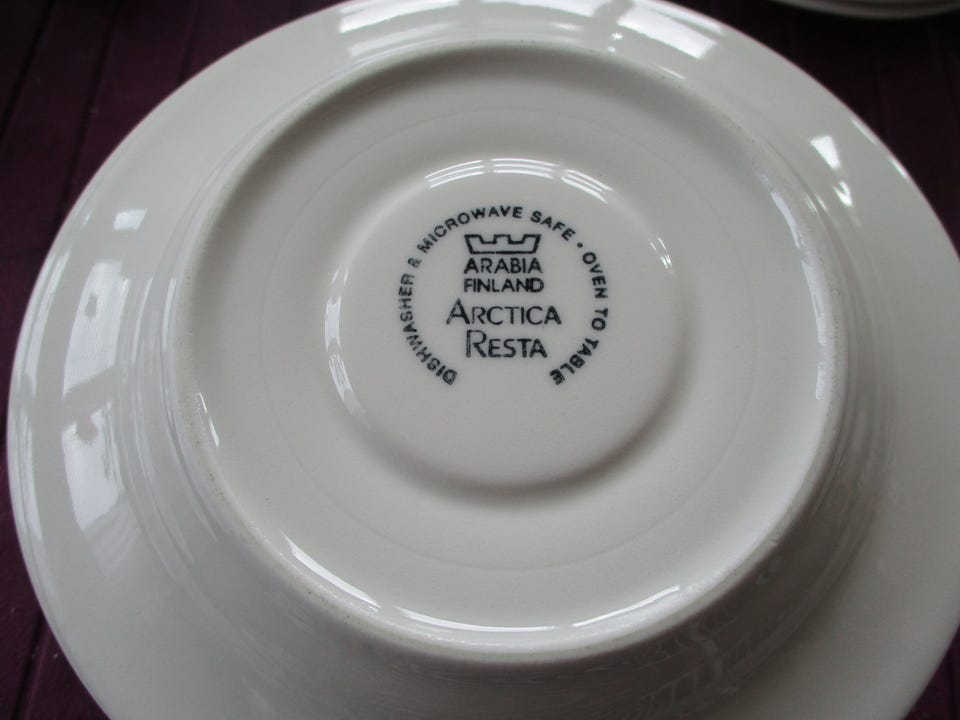 DISHWASHER & MICROWAVE SAFE • OVEN TO TABLE
ARABIA
FINLAND
ARCTICA
RESTA